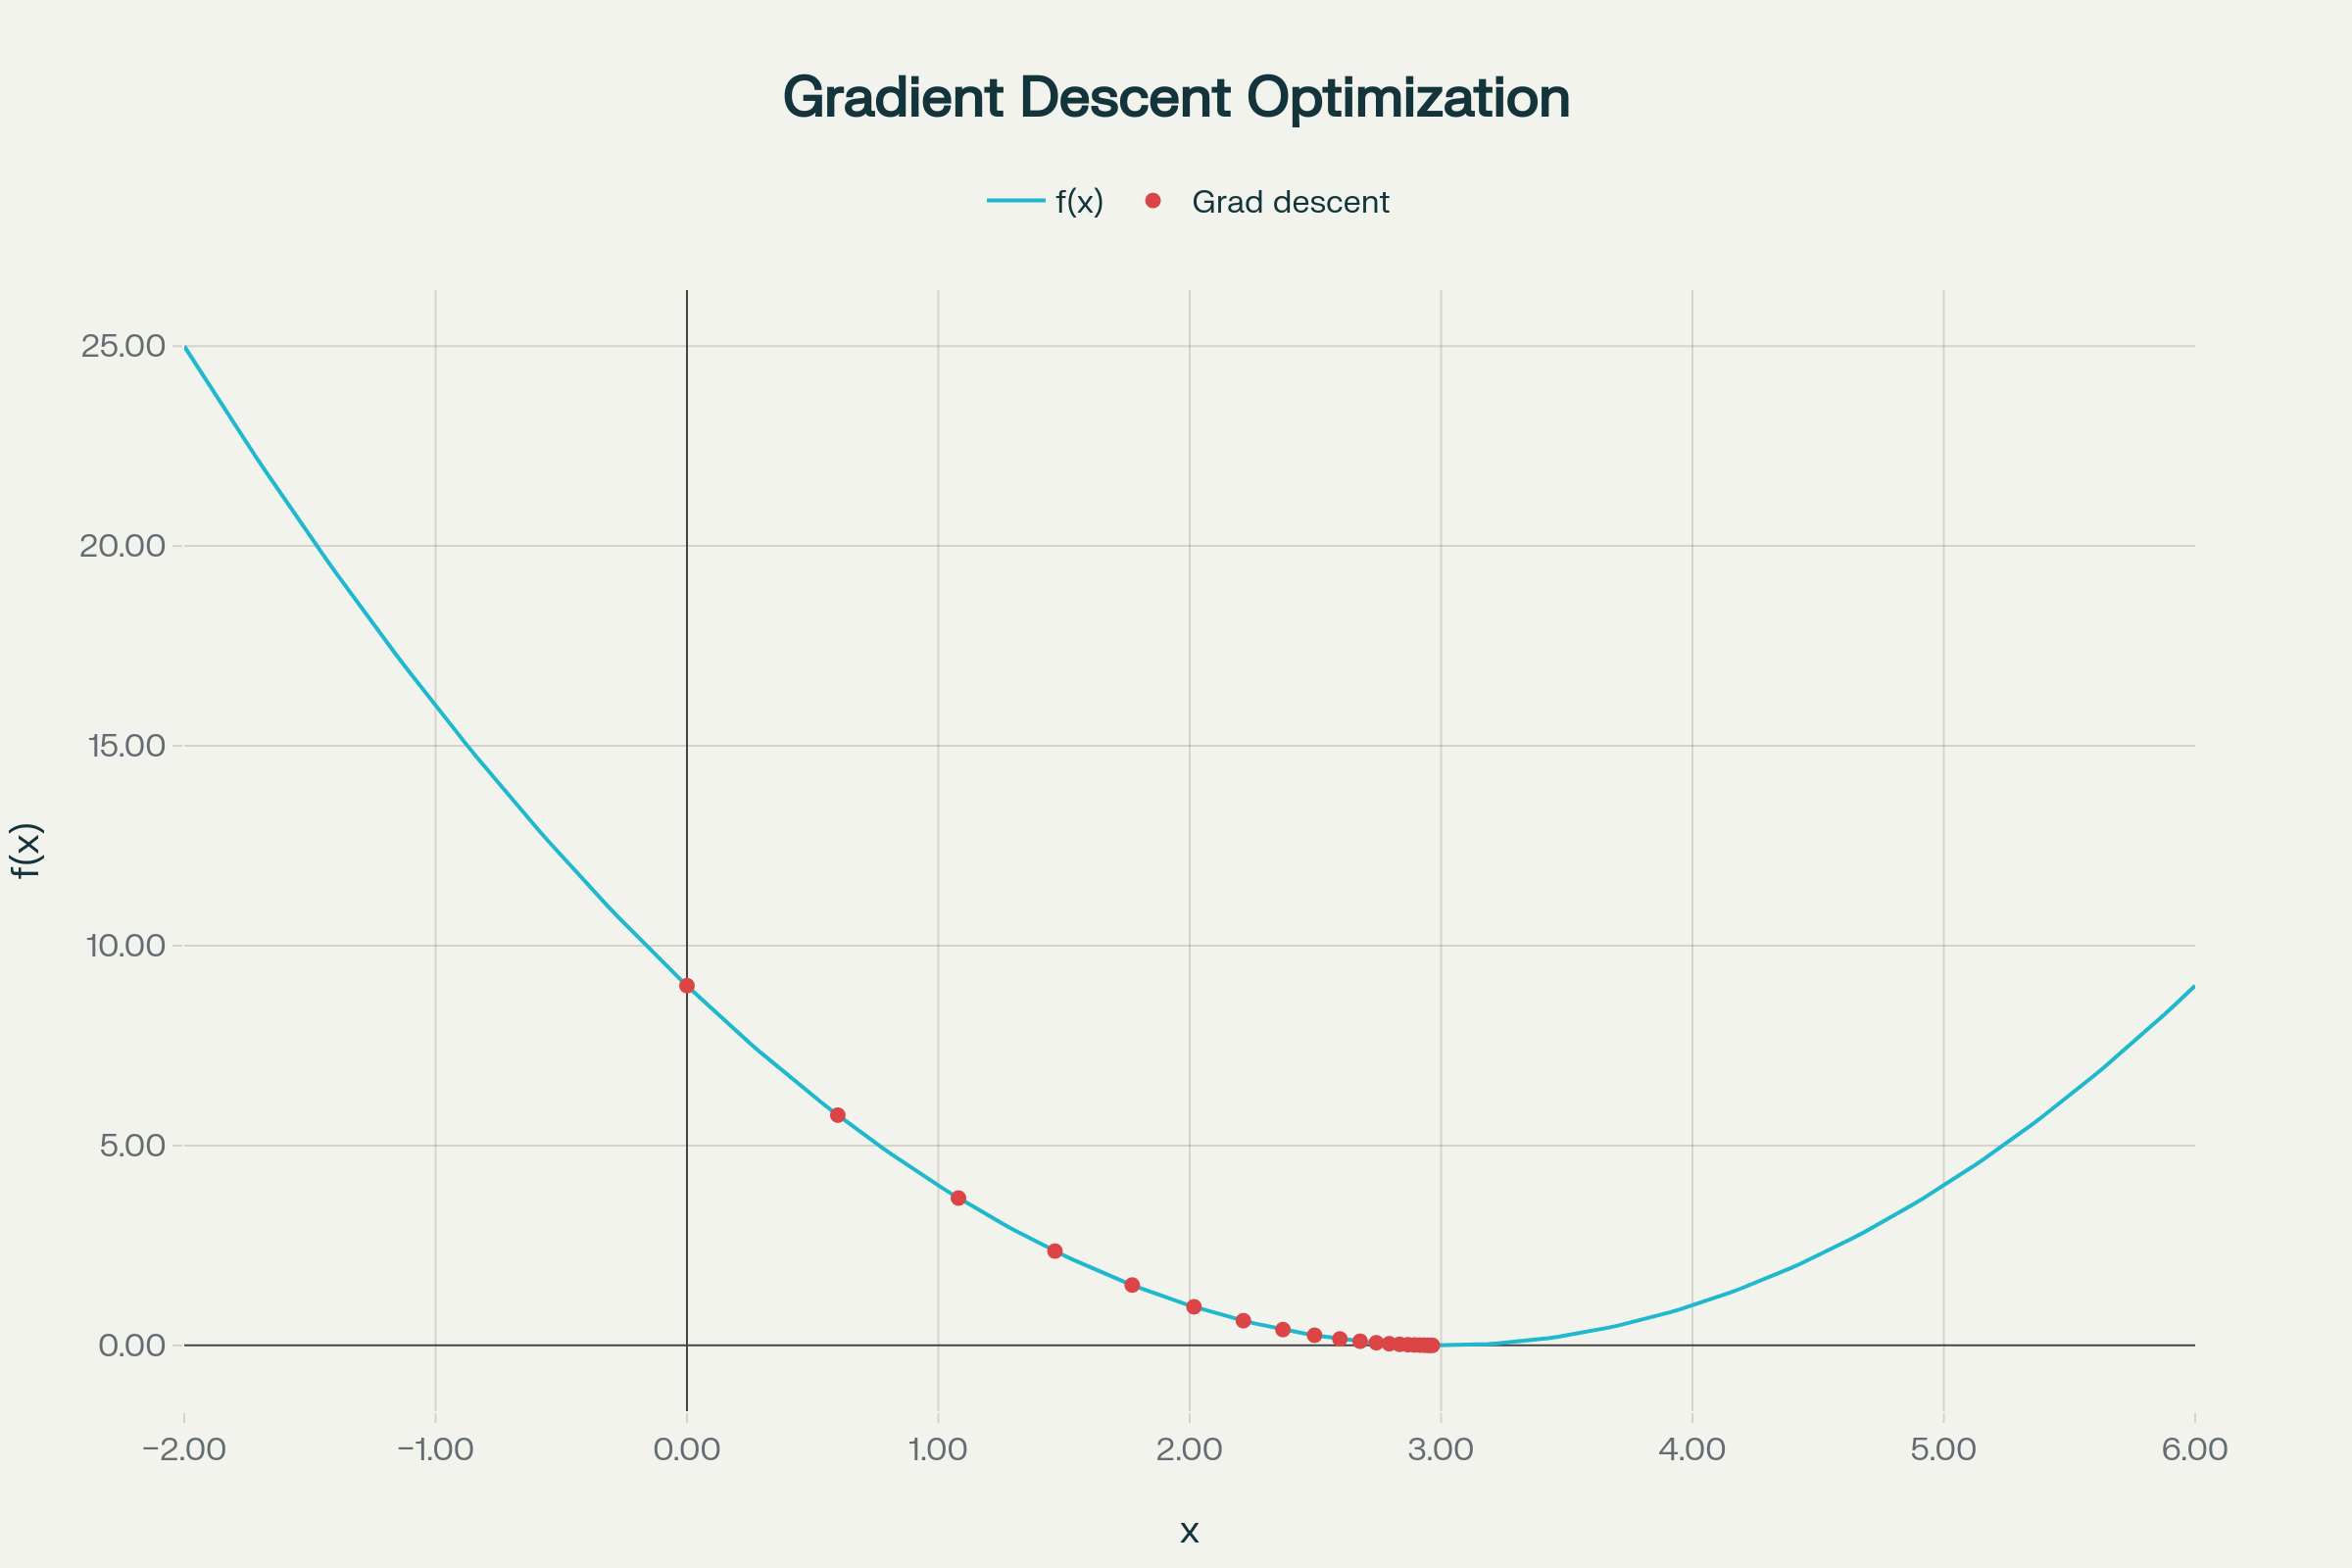 Gradient Descent Optimization
f(x) Grad descent
25.00
20.00
15.00
10.00
5.00
0.00
f(x)
−2.00 −1.00 0.00 1.00 2.00 3.00 4.00 5.00 6.00
x